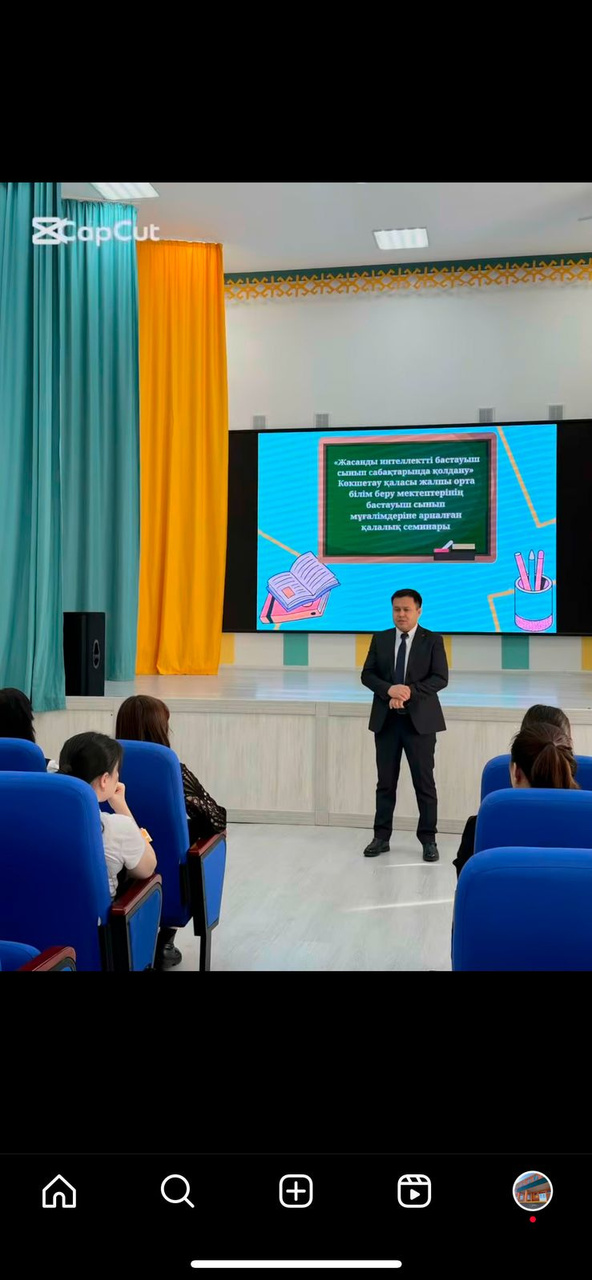 CapCut
«Жасанды интеллектті бастауыш
сынып сабақтарында қолдану»
Көкшетау қаласы жалпы орта
білім беру мектептерінің
бастауыш сынып
мұғалімдеріне арналған
қалалық семинары